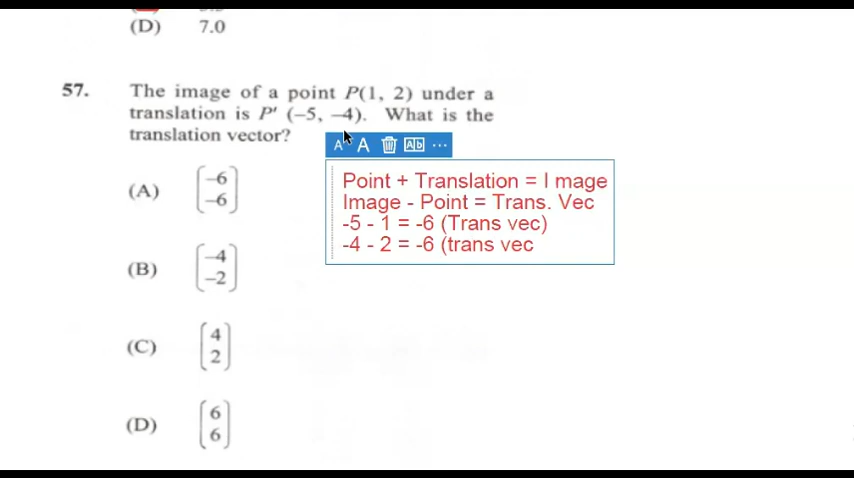 (D) 7.0
57. The image of a point P(1, 2) under a
translation is P′ (–5, –4). What is the
translation vector?
A A Ab ...
Point + Translation = I mage
Image - Point = Trans. Vec
-5 - 1 = -6 (Trans vec)
-4 - 2 = -6 (trans vec
(A) –6
–6
(B) –4
–2
(C) 4
2
(D) 6
6